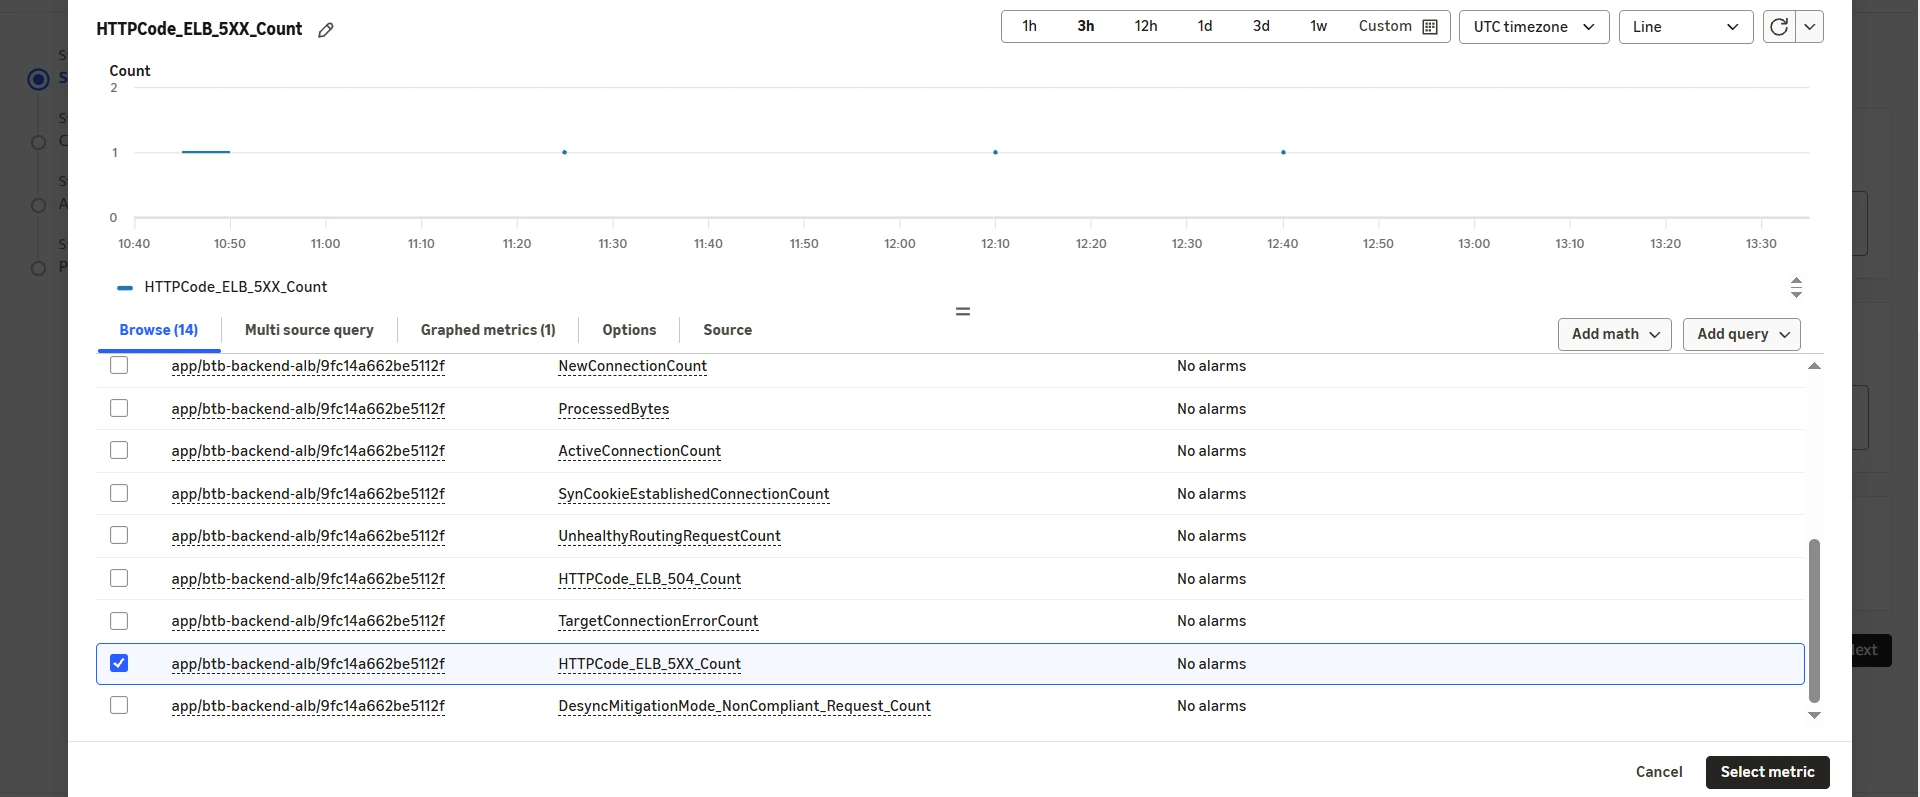 HTTPCode_ELB_5XX_Count
1h 3h 12h 1d 3d 1w Custom
UTC timezone
Line
Count
2
1
0
10:40 10:50 11:00 11:10 11:20 11:30 11:40 11:50 12:00 12:10 12:20 12:30 12:40 12:50 13:00 13:10 13:20 13:30
HTTPCode_ELB_5XX_Count
Browse (14) Multi source query Graphed metrics (1) Options Source
Add math Add query
app/btb-backend-alb/9fc14a662be5112f NewConnectionCount No alarms
app/btb-backend-alb/9fc14a662be5112f ProcessedBytes No alarms
app/btb-backend-alb/9fc14a662be5112f ActiveConnectionCount No alarms
app/btb-backend-alb/9fc14a662be5112f SynCookieEstablishedConnectionCount No alarms
app/btb-backend-alb/9fc14a662be5112f UnhealthyRoutingRequestCount No alarms
app/btb-backend-alb/9fc14a662be5112f HTTPCode_ELB_504_Count No alarms
app/btb-backend-alb/9fc14a662be5112f TargetConnectionErrorCount No alarms
app/btb-backend-alb/9fc14a662be5112f HTTPCode_ELB_5XX_Count No alarms
app/btb-backend-alb/9fc14a662be5112f DesyncMitigationMode_NonCompliant_Request_Count No alarms
Cancel Select metric